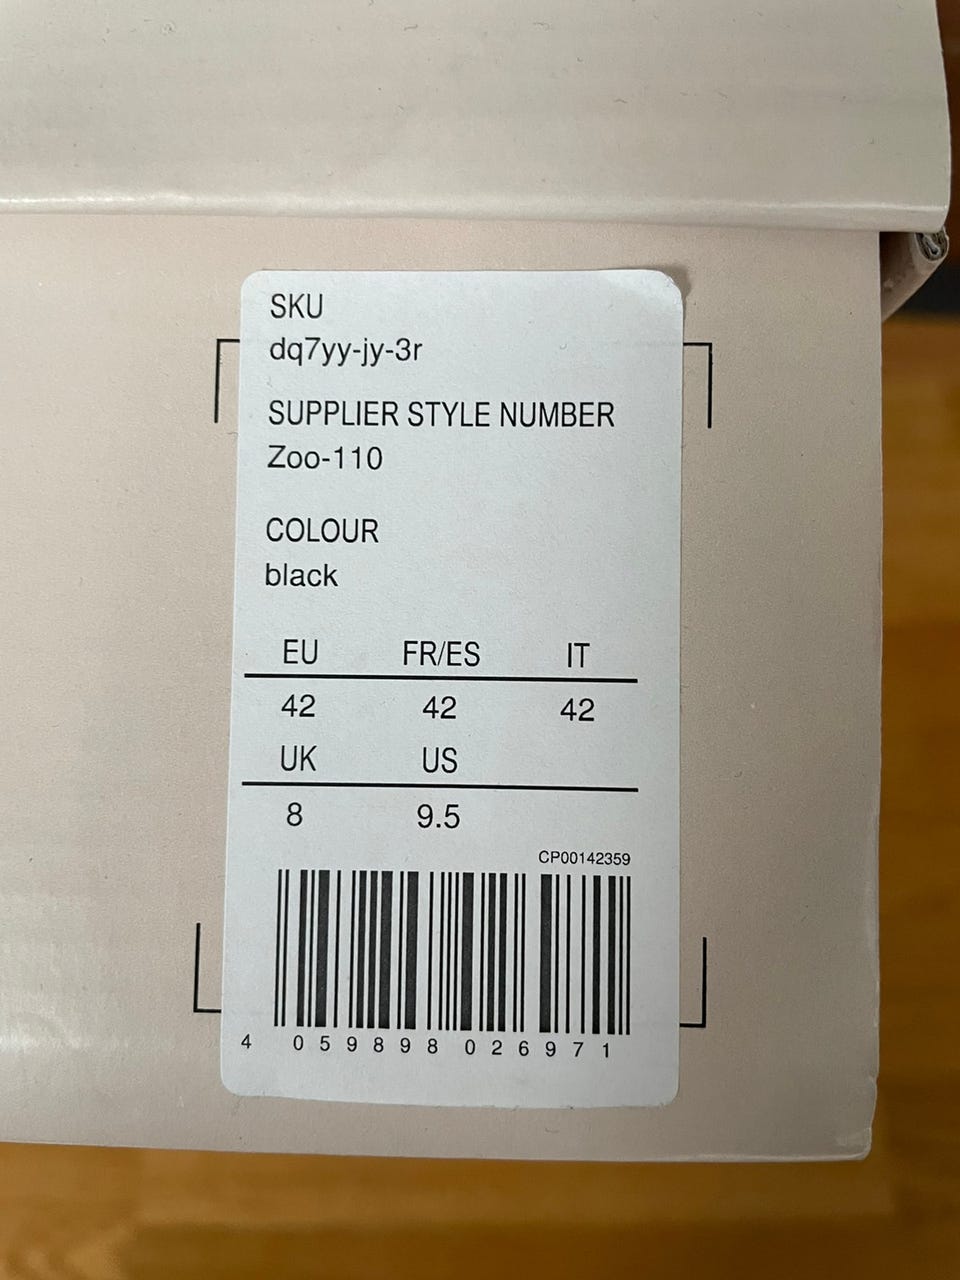 SKU
dq7yy-jy-3r
SUPPLIER STYLE NUMBER
Zoo-110
COLOUR
black
EU FR/ES IT
42 42 42
UK US
8 9.5
CP00142359
4 059898 026971